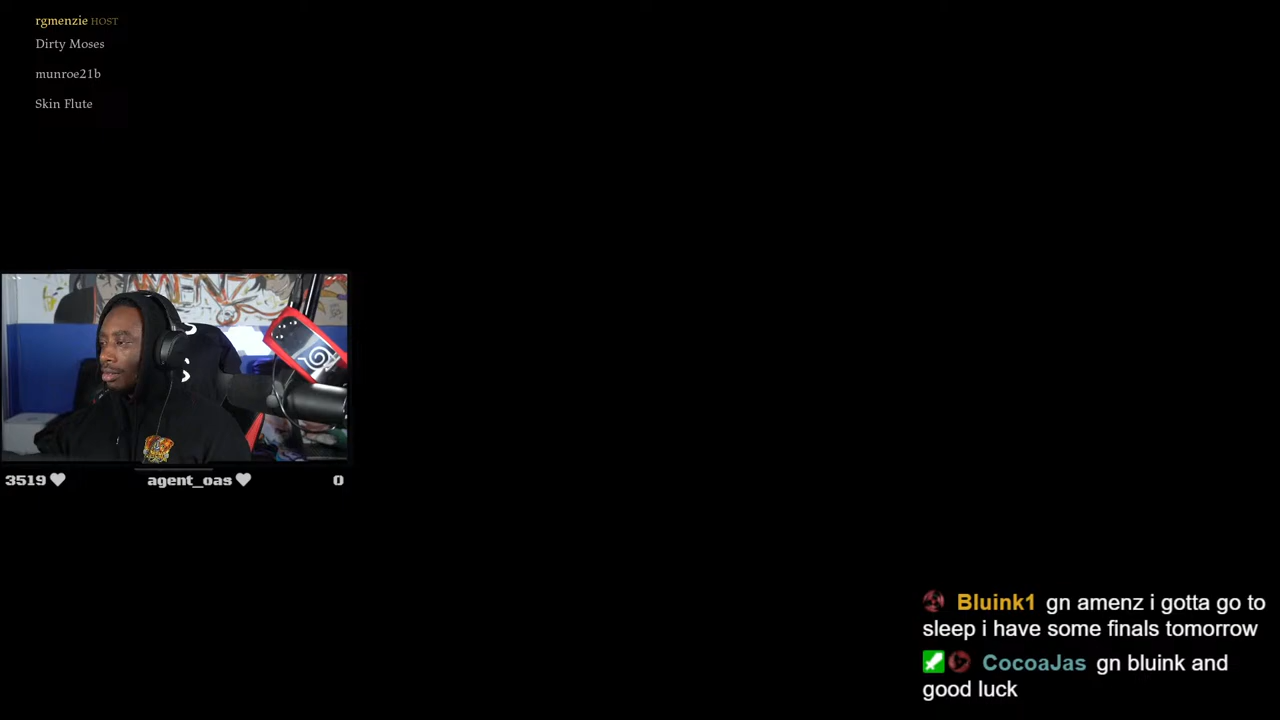 rgmenzie HOST
Dirty Moses
munroe21b
Skin Flute
3519 agent_oas 0
Bluink1 gn amenz i gotta go to
sleep i have some finals tomorrow
CocoaJas gn bluink and
good luck